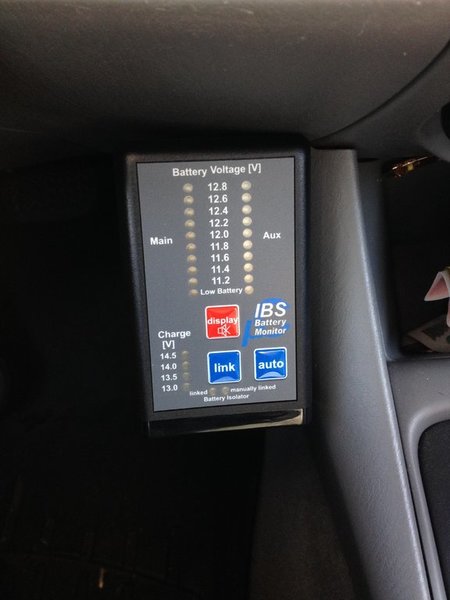 Battery Voltage [V]
12.8
12.6
12.4
12.2
Main 12.0 Aux
11.8
11.6
11.4
11.2
Low Battery
display
IBS
Battery
Monitor
Charge
[V]
14.5
14.0
13.5
13.0
link
auto
linked manually linked
Battery Isolator